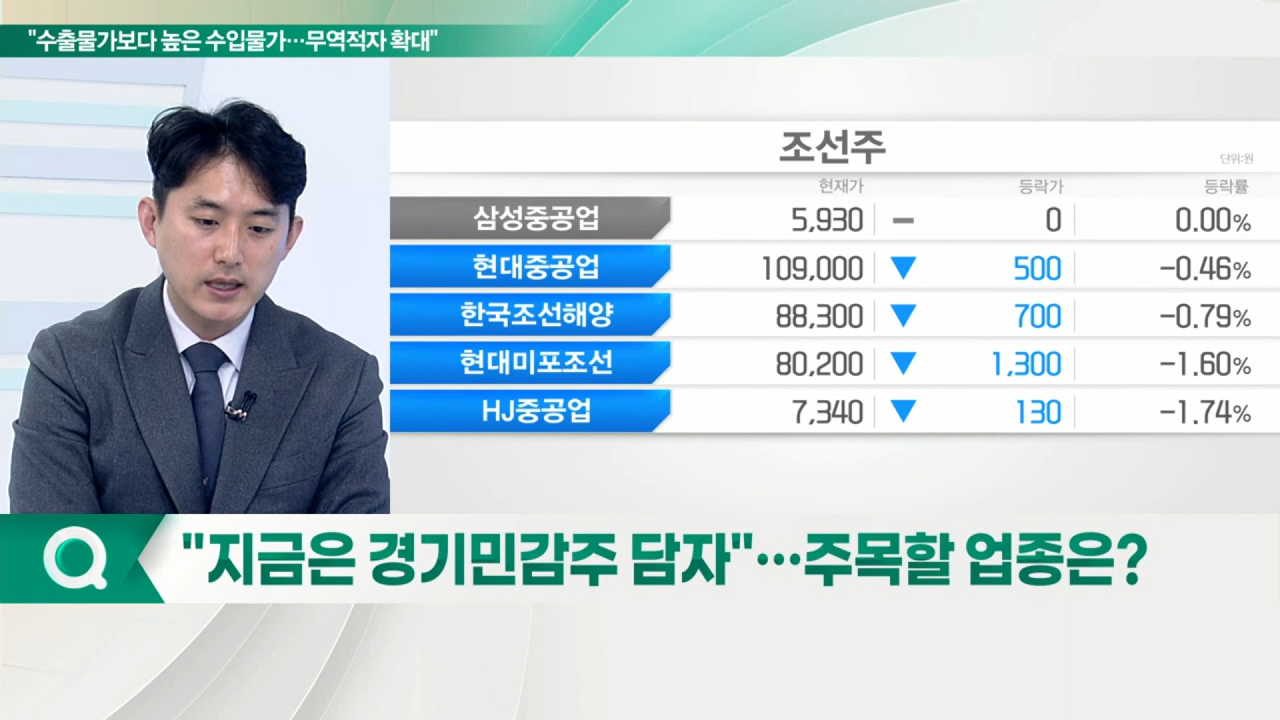 "수출물가보다 높은 수입물가…무역적자 확대"
조선주
단위:원
현재가 등락가 등락률
삼성중공업 5,930 0 0.00%
현대중공업 109,000 ▼ 500 -0.46%
한국조선해양 88,300 ▼ 700 -0.79%
현대미포조선 80,200 ▼ 1,300 -1.60%
HJ중공업 7,340 ▼ 130 -1.74%
"지금은 경기민감주 담자"…주목할 업종은?